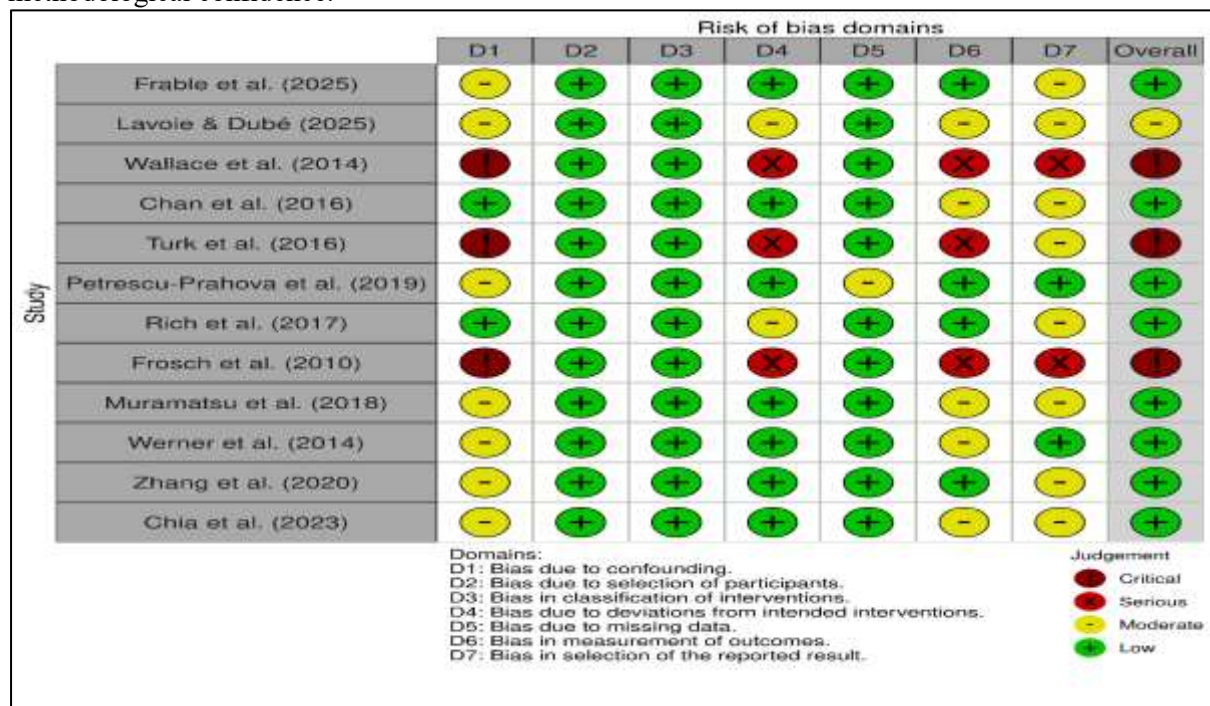 methodological confidence.
Risk of bias domains
D1 D2 D3 D4 D5 D6 D7 Overall
Study
Frable et al. (2025) - + + + + + - +
Lavoie & Dubé (2025) - + + - + - - -
Wallace et al. (2014) ! + + X + X X !
Chan et al. (2016) + + + + + - - +
Turk et al. (2016) ! + + X + X - !
Petrescu-Prahova et al. (2019) - + + + - + + +
Rich et al. (2017) + + + - + + - +
Frosch et al. (2010) ! + + X + X X !
Muramatsu et al. (2018) - + + + + - - +
Werner et al. (2014) - + + + + - + +
Zhang et al. (2020) - + + + + + - +
Chia et al. (2023) - + + + + - - +
Domains:
D1: Bias due to confounding.
D2: Bias due to selection of participants.
D3: Bias in classification of interventions.
D4: Bias due to deviations from intended interventions.
D5: Bias due to missing data.
D6: Bias in measurement of outcomes.
D7: Bias in selection of the reported result.
Judgement
! Critical
X Serious
- Moderate
+ Low